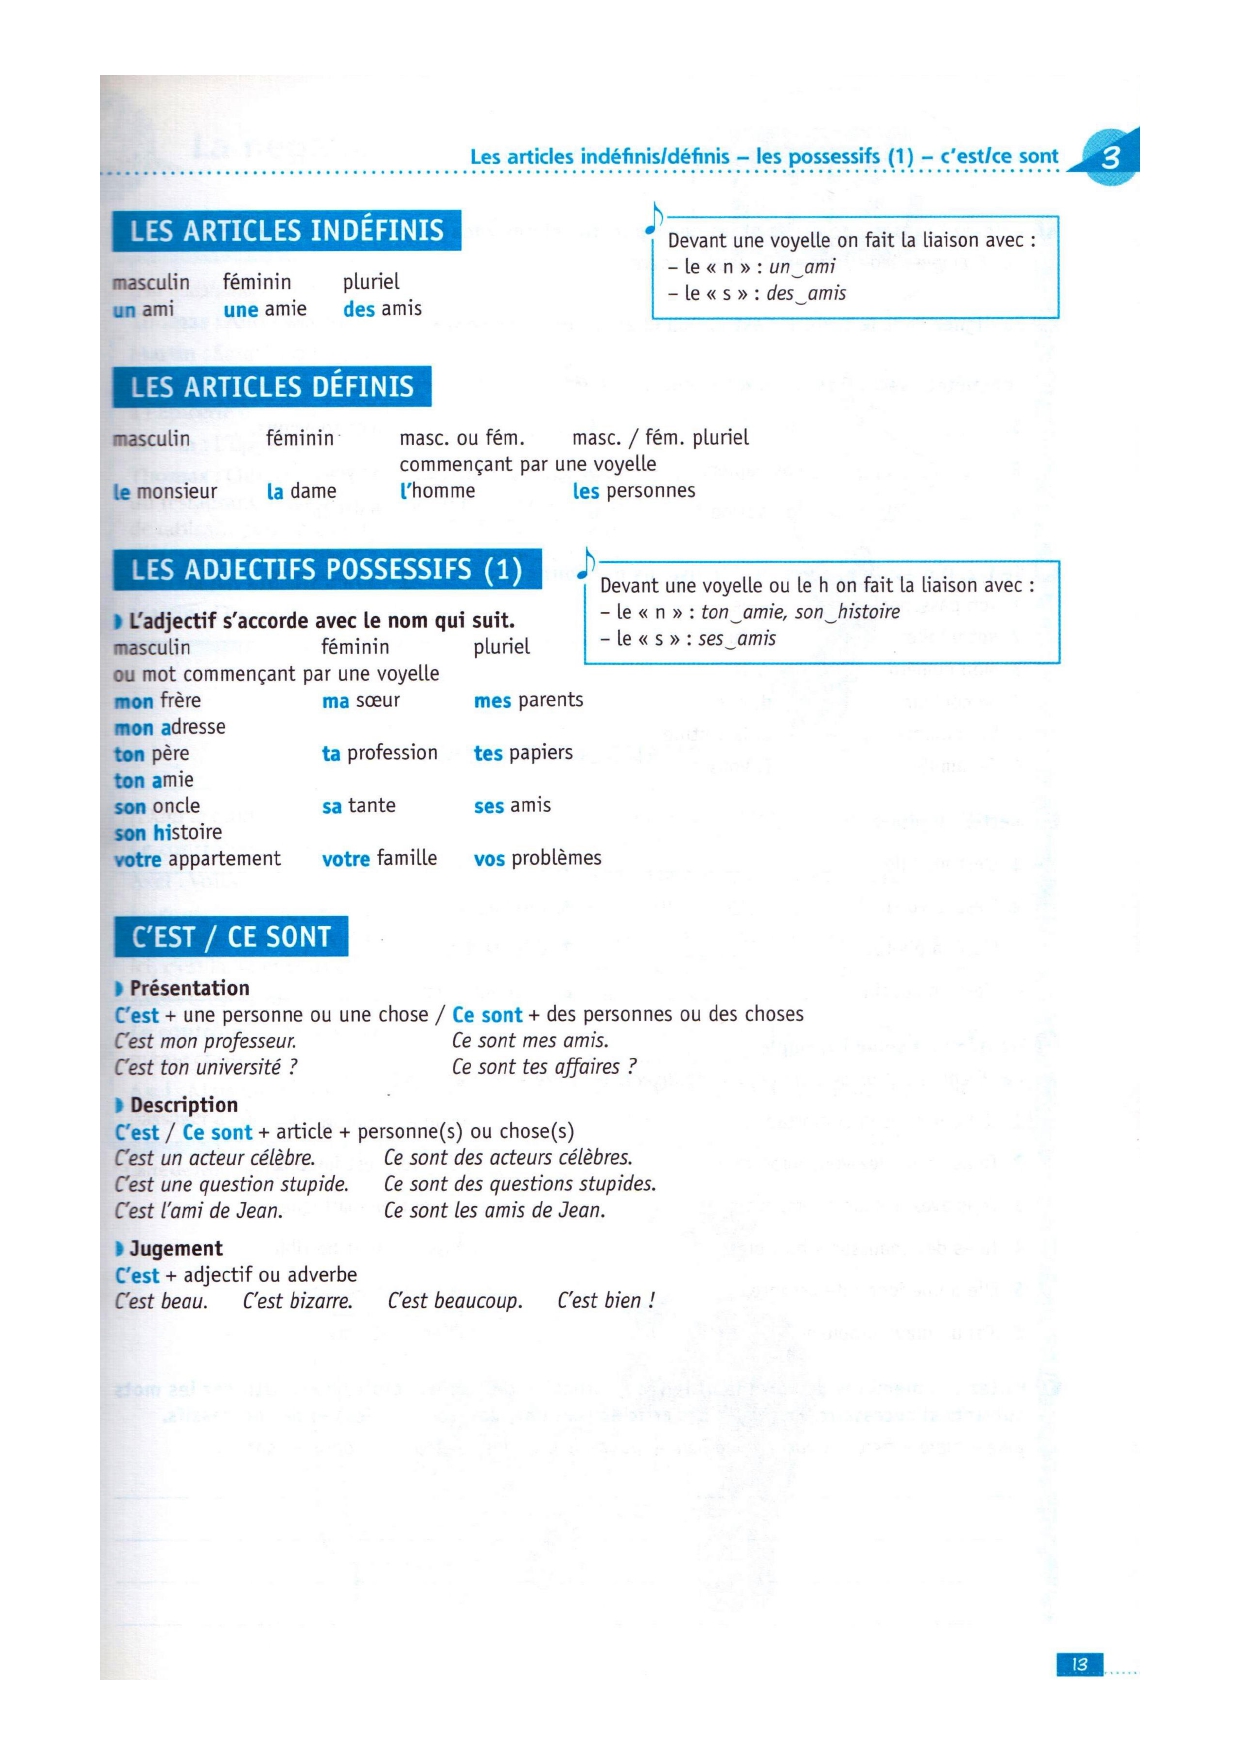 Les articles indéfinis/définis – les possessifs (1) – c'est/ce sont 3
LES ARTICLES INDÉFINIS
masculin féminin pluriel
un ami une amie des amis
Devant une voyelle on fait la liaison avec :
– le « n » : un‿ami
– le « s » : des‿amis
LES ARTICLES DÉFINIS
masculin féminin masc. ou fém. masc. / fém. pluriel
commençant par une voyelle
le monsieur la dame l'homme les personnes
LES ADJECTIFS POSSESSIFS (1)
Devant une voyelle ou le h on fait la liaison avec :
– le « n » : ton‿amie, son‿histoire
– le « s » : ses‿amis
L'adjectif s'accorde avec le nom qui suit.
masculin féminin pluriel
ou mot commençant par une voyelle
mon frère ma sœur mes parents
mon adresse
ton père ta profession tes papiers
ton amie
son oncle sa tante ses amis
son histoire
votre appartement votre famille vos problèmes
C'EST / CE SONT
Présentation
C'est + une personne ou une chose / Ce sont + des personnes ou des choses
C'est mon professeur. Ce sont mes amis.
C'est ton université ? Ce sont tes affaires ?
Description
C'est / Ce sont + article + personne(s) ou chose(s)
C'est un acteur célèbre. Ce sont des acteurs célèbres.
C'est une question stupide. Ce sont des questions stupides.
C'est l'ami de Jean. Ce sont les amis de Jean.
Jugement
C'est + adjectif ou adverbe
C'est beau. C'est bizarre. C'est beaucoup. C'est bien !
13